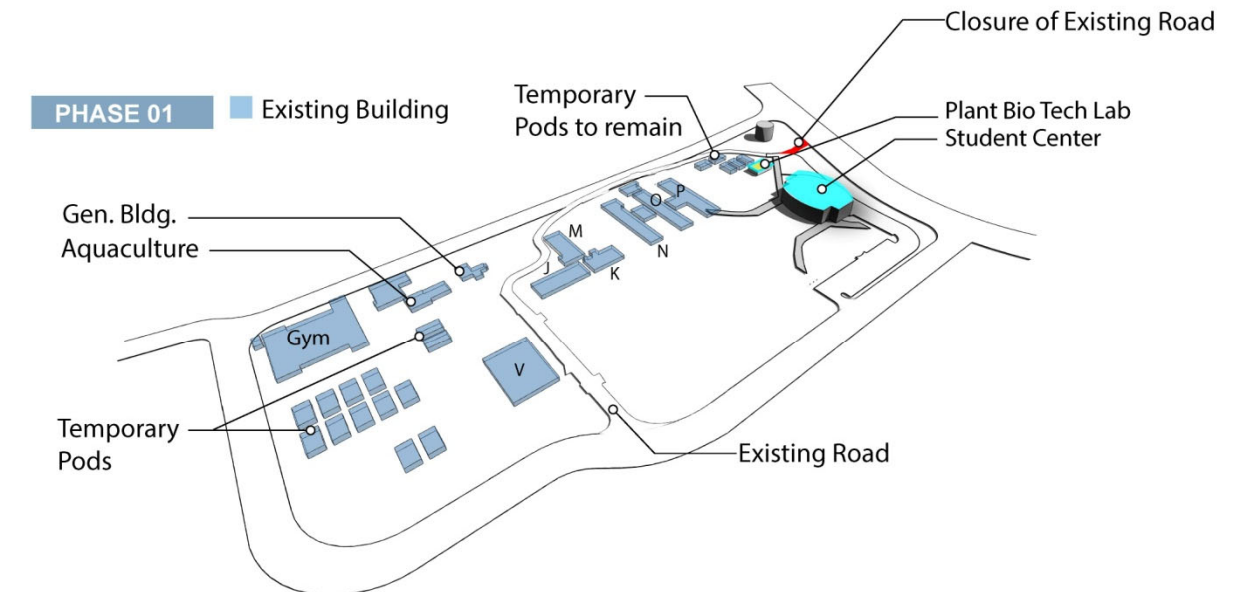 Closure of Existing Road
PHASE 01
Existing Building
Temporary
Pods to remain
Plant Bio Tech Lab
Student Center
Gen. Bldg.
Aquaculture
P
O
M
N
J
K
Gym
V
Temporary
Pods
Existing Road